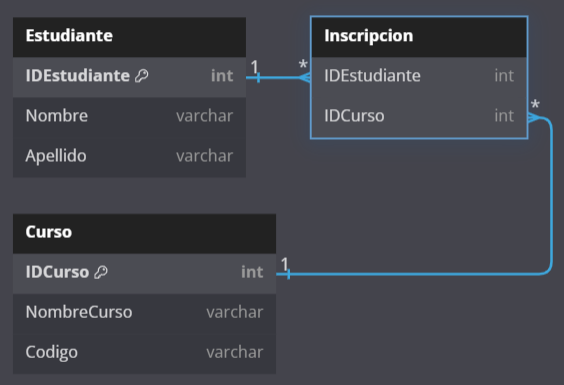 Estudiante
IDEstudiante int
Nombre varchar
Apellido varchar
1 *
Inscripcion
IDEstudiante int
IDCurso int
*
Curso
IDCurso int
NombreCurso varchar
Codigo varchar
1